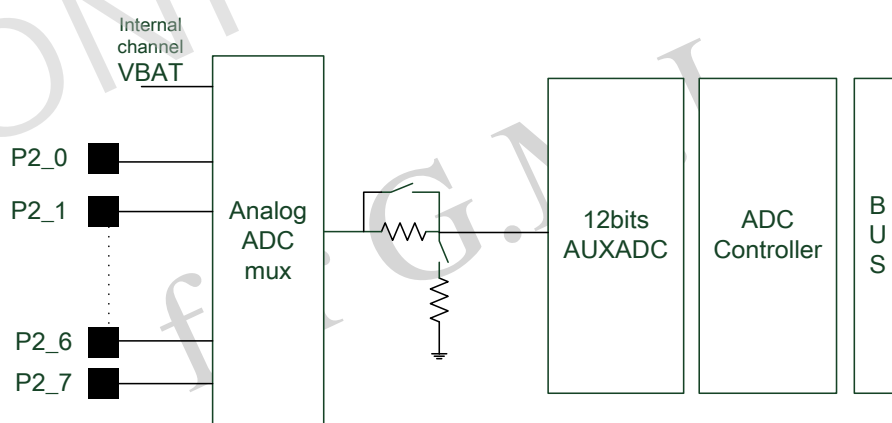 Internal
channel
VBAT
P2_0
P2_1
P2_6
P2_7
Analog
ADC
mux
12bits
AUXADC
ADC
Controller
B
U
S